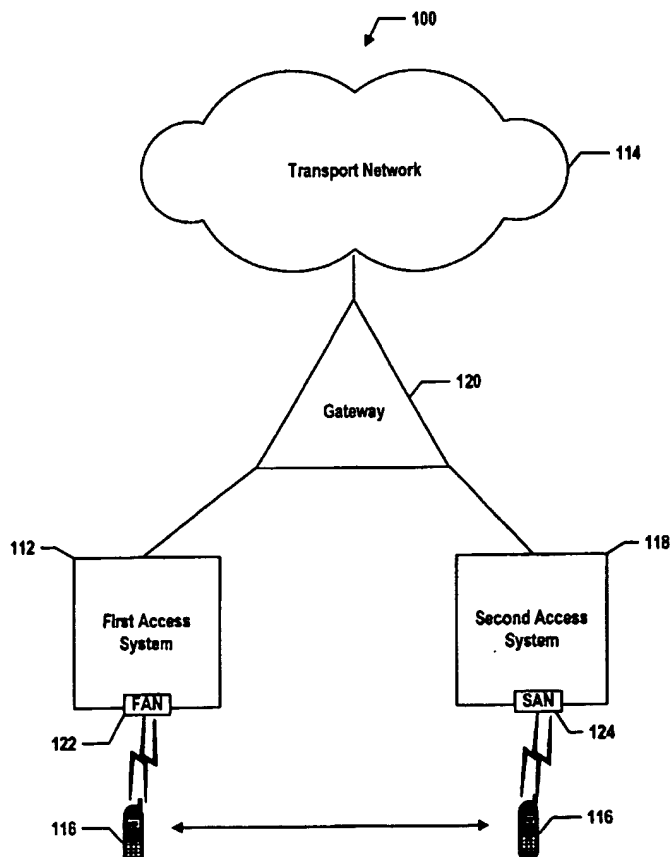 100
Transport Network
114
120
Gateway
112
118
First Access
System
Second Access
System
FAN
SAN
122
124
116
116